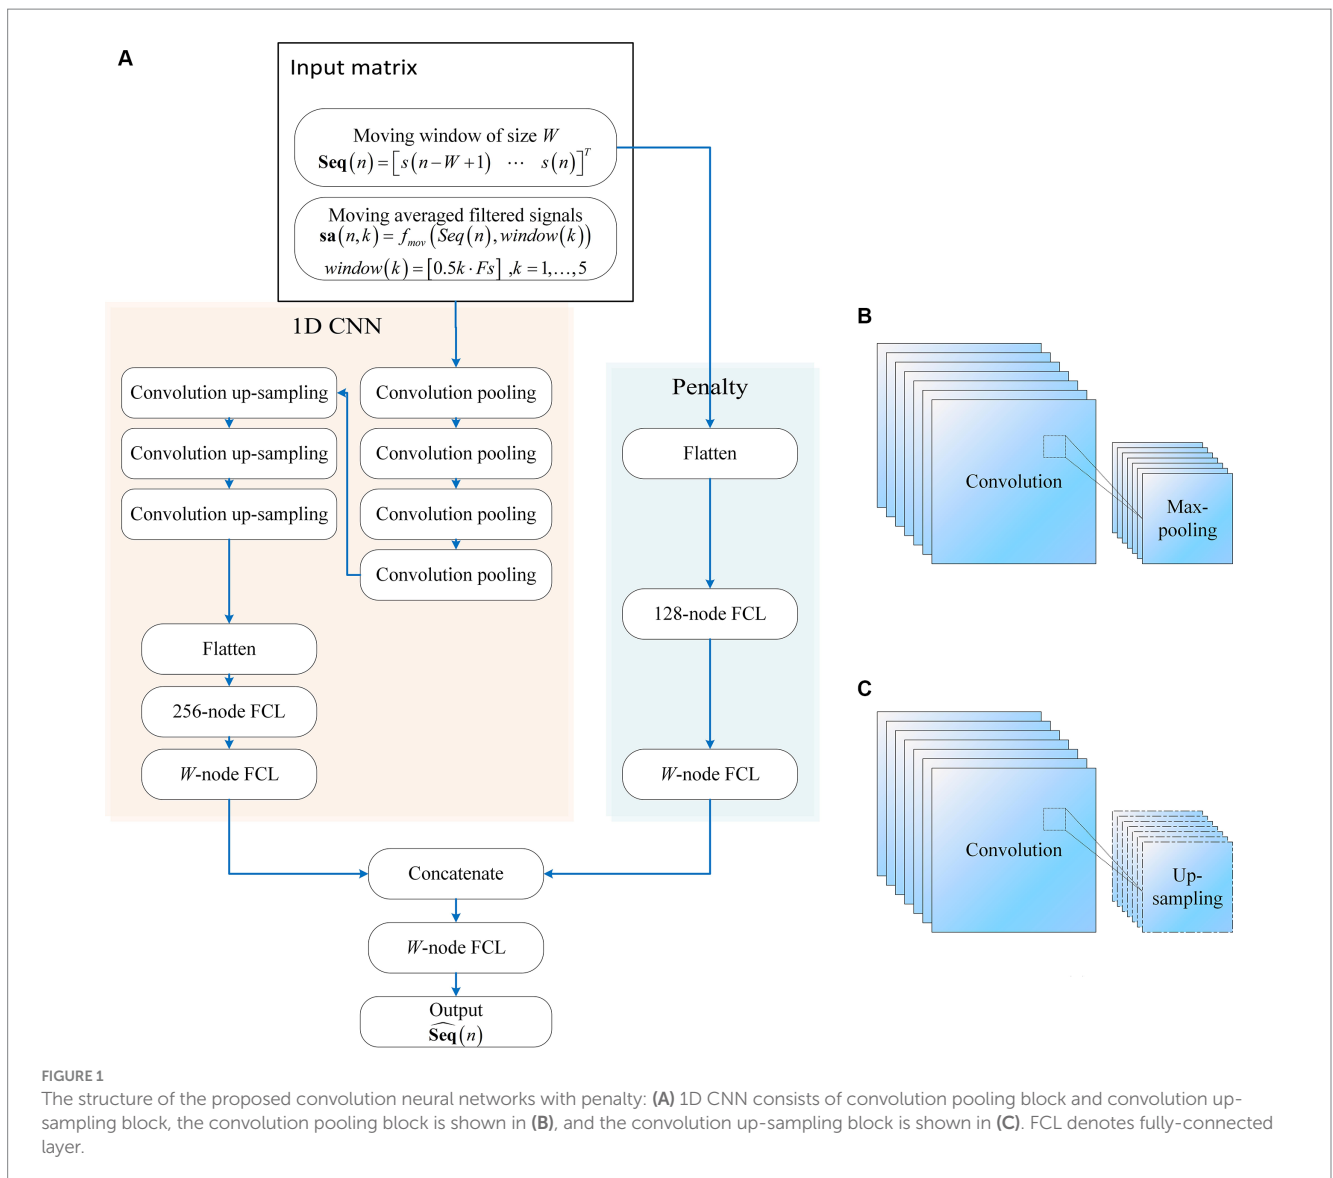 A
Input matrix
Moving window of size W
Seq(n) = [s(n−W+1) ⋯ s(n)]^T
Moving averaged filtered signals
sa(n,k) = f_mov(Seq(n), window(k))
window(k) = [0.5k·Fs] ,k = 1,…,5
1D CNN
Convolution up-sampling
Convolution up-sampling
Convolution up-sampling
Convolution pooling
Convolution pooling
Convolution pooling
Convolution pooling
Flatten
256-node FCL
W-node FCL
Penalty
Flatten
128-node FCL
W-node FCL
Concatenate
W-node FCL
Output
\widehat{Seq}(n)
B
Convolution
Max-
pooling
C
Convolution
Up-
sampling
FIGURE 1
The structure of the proposed convolution neural networks with penalty: (A) 1D CNN consists of convolution pooling block and convolution up-
sampling block, the convolution pooling block is shown in (B), and the convolution up-sampling block is shown in (C). FCL denotes fully-connected
layer.